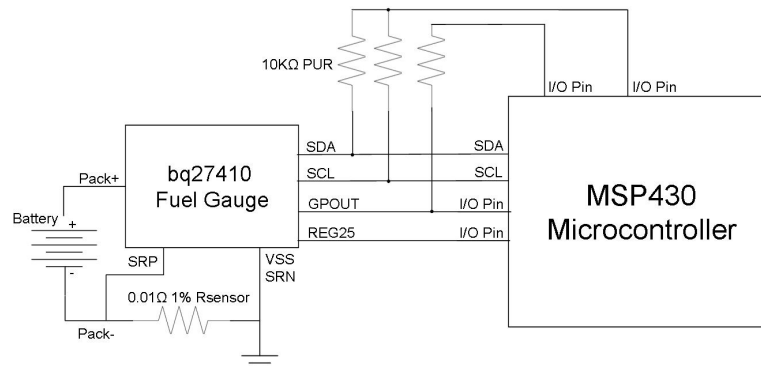 10KΩ PUR
I/O Pin
I/O Pin
SDA
SDA
bq27410
Fuel Gauge
Pack+
SCL
SCL
MSP430
Microcontroller
GPOUT
I/O Pin
Battery
+
REG25
I/O Pin
-
SRP
VSS
SRN
0.01Ω 1% Rsensor
Pack-